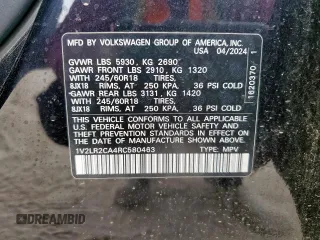 MFD. BY VOLKSWAGEN GROUP OF AMERICA, INC.
USA 04/2024
GVWR LBS 5930, KG 2690
GAWR FRONT LBS 2910, KG 1320
WITH 245/60R18 TIRES,
8JX18 RIMS, AT 250 KPA, 36 PSI COLD
GAWR REAR LBS 3131, KG 1420
WITH 245/60R18 TIRES,
8JX18 RIMS, AT 250 KPA, 36 PSI COLD
THIS VEHICLE CONFORMS TO ALL APPLICABLE
FEDERAL MOTOR VEHICLE SAFETY AND
THEFT PREVENTION STANDARDS IN EFFECT
ON THE DATE OF MANUFACTURE SHOWN ABOVE.
1V2LR2CA4RC580463 TYPE: MPV
1820370 1
CARDEALID